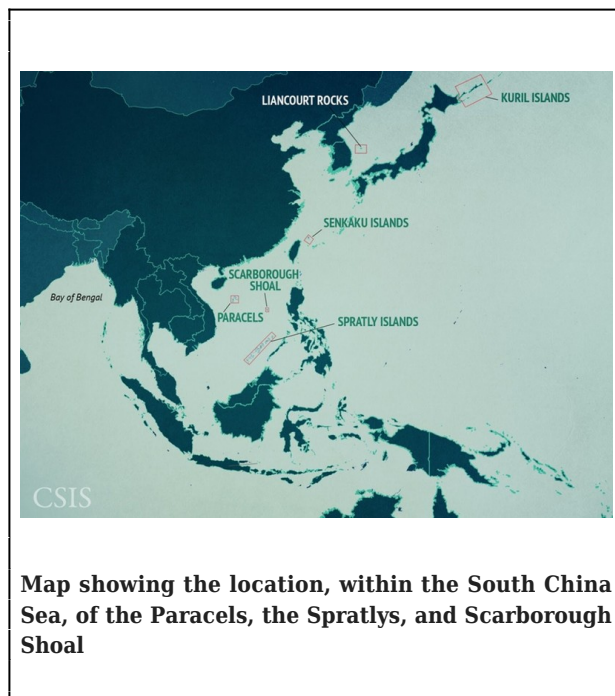 LIANCOURT ROCKS
KURIL ISLANDS
SENKAKU ISLANDS
SCARBOROUGH
SHOAL
Bay of Bengal
PARACELS
SPRATLY ISLANDS
CSIS
Map showing the location, within the South China
Sea, of the Paracels, the Spratlys, and Scarborough
Shoal